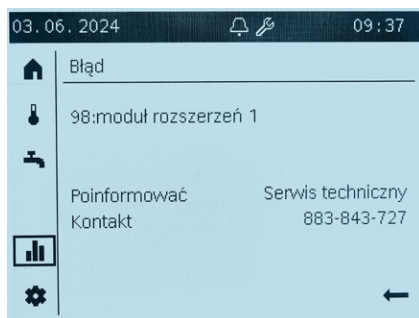 03.06.2024 09:37
Błąd
98:moduł rozszerzeń 1
Poinformować Serwis techniczny
Kontakt 883-843-727